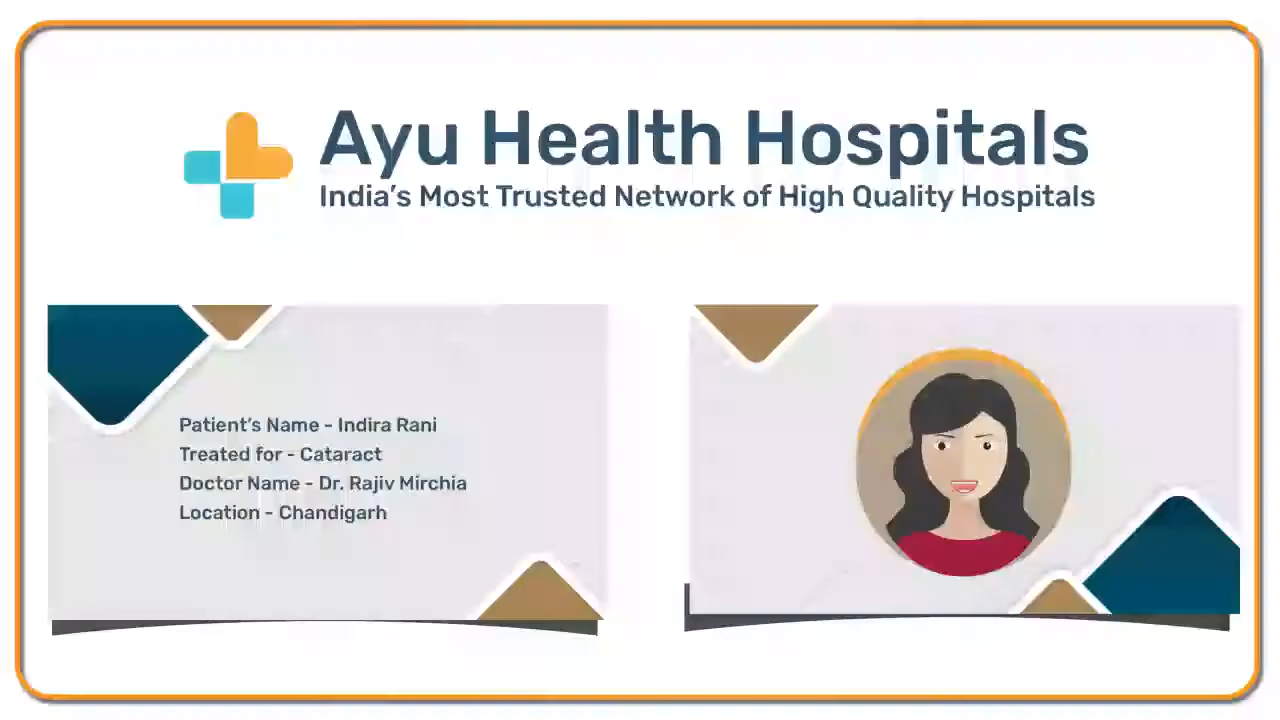 Ayu Health Hospitals
India’s Most Trusted Network of High Quality Hospitals
Patient’s Name - Indira Rani
Treated for - Cataract
Doctor Name - Dr. Rajiv Mirchia
Location - Chandigarh